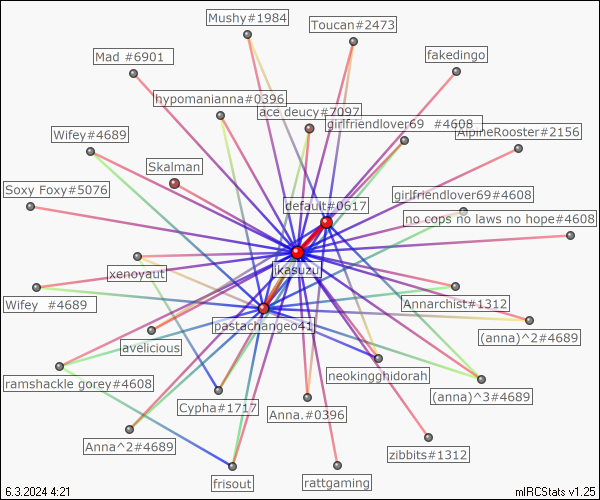 Mushy#1984
Toucan#2473
Mad #6901
fakedingo
hypomanianna#0396
ace deucy#7097
girlfriendlover69 #4608
Wifey#4689
AlpineRooster#2156
Skalman
Soxy Foxy#5076
girlfriendlover69#4608
default#0617
no cops no laws no hope#4608
xenoyaut
ikasuzu
Wifey #4689
Annarchist#1312
pastachangeo41
(anna)^2#4689
avelicious
neokingghidorah
ramshackle gorey#4608
(anna)^3#4689
Cypha#1717
Anna.#0396
Anna^2#4689
zibbits#1312
frisout
rattgaming
6.3.2024 4:21
mIRCStats v1.25